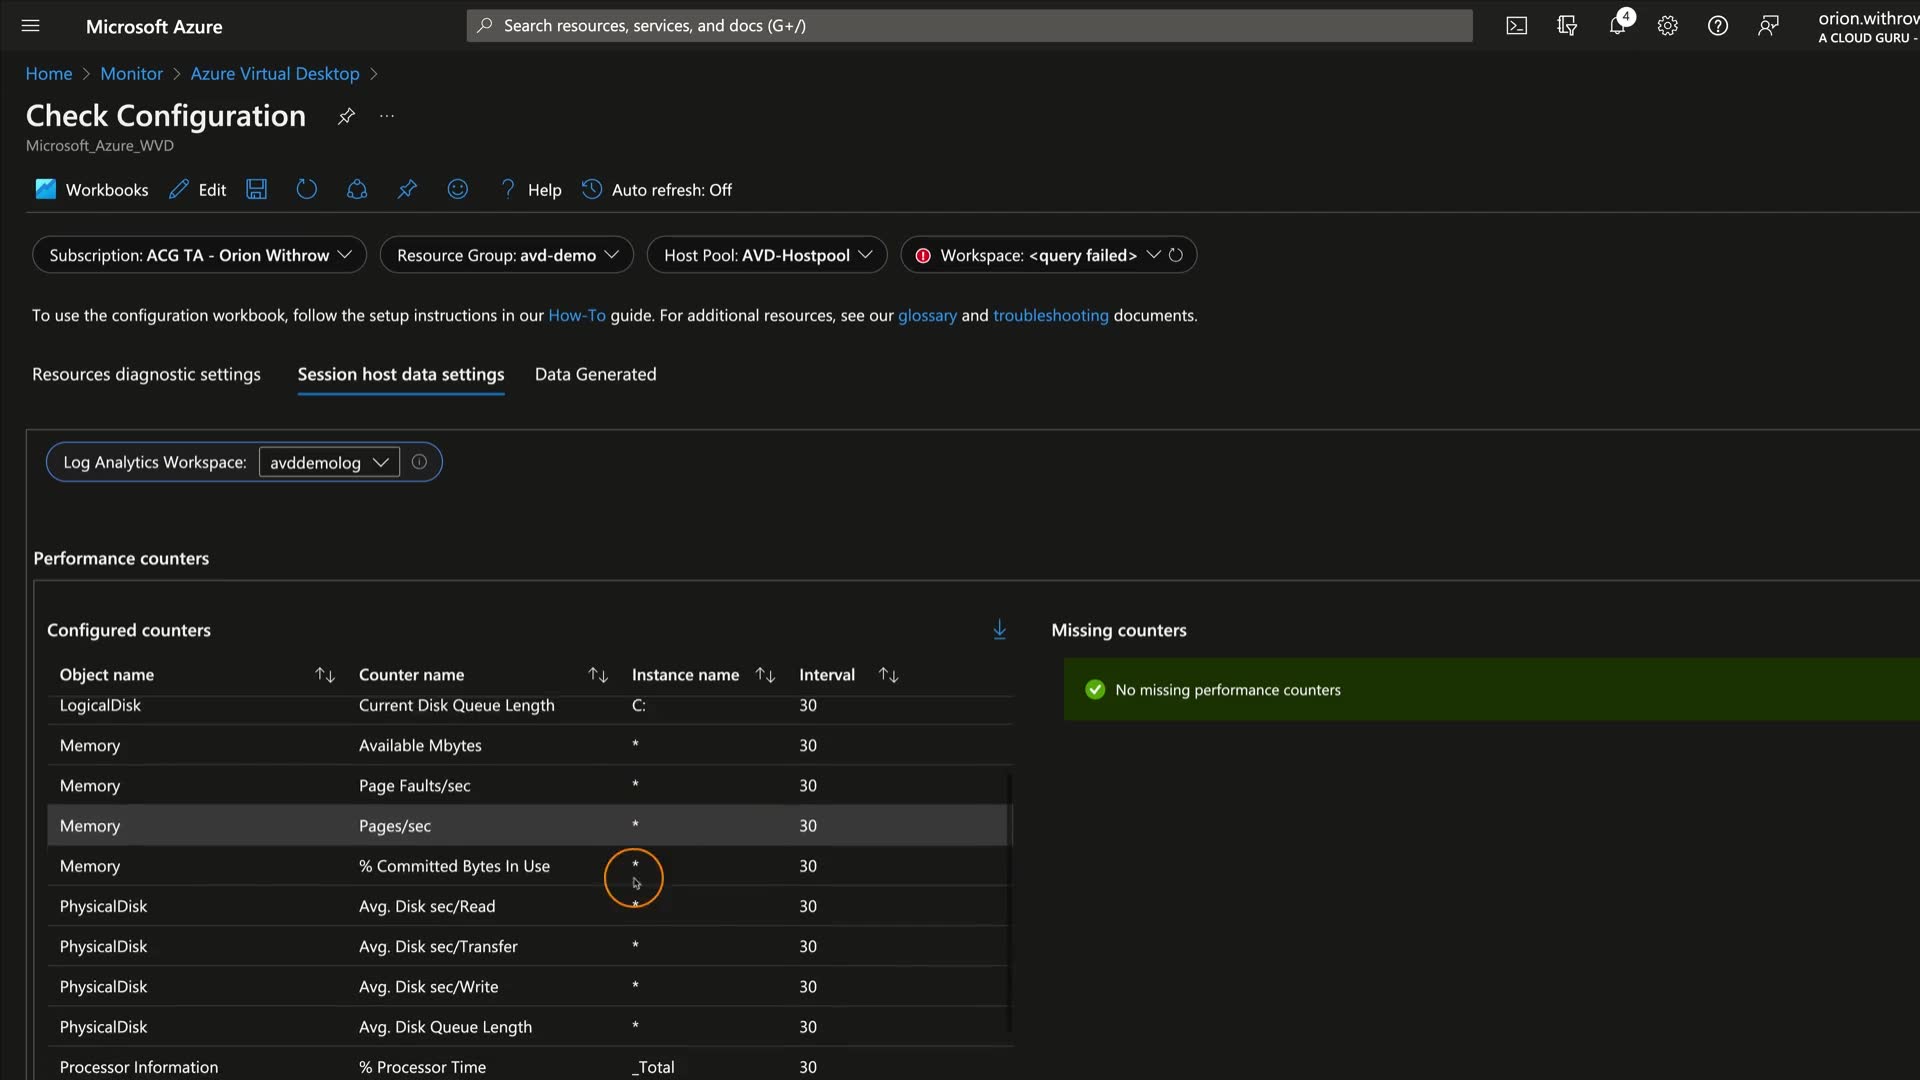 Microsoft Azure
Search resources, services, and docs (G+/)
4
orion.withrow
A CLOUD GURU -
Home > Monitor > Azure Virtual Desktop >
Check Configuration
Microsoft_Azure_WVD
Workbooks Edit Help Auto refresh: Off
Subscription: ACG TA - Orion Withrow Resource Group: avd-demo Host Pool: AVD-Hostpool Workspace: <query failed>
To use the configuration workbook, follow the setup instructions in our How-To guide. For additional resources, see our glossary and troubleshooting documents.
Resources diagnostic settings Session host data settings Data Generated
Log Analytics Workspace: avddemolog
Performance counters
Configured counters
Object name Counter name Instance name Interval
LogicalDisk Current Disk Queue Length C: 30
Memory Available Mbytes * 30
Memory Page Faults/sec * 30
Memory Pages/sec * 30
Memory % Committed Bytes In Use * 30
PhysicalDisk Avg. Disk sec/Read * 30
PhysicalDisk Avg. Disk sec/Transfer * 30
PhysicalDisk Avg. Disk sec/Write * 30
PhysicalDisk Avg. Disk Queue Length * 30
Processor Information % Processor Time _Total 30
Missing counters
No missing performance counters